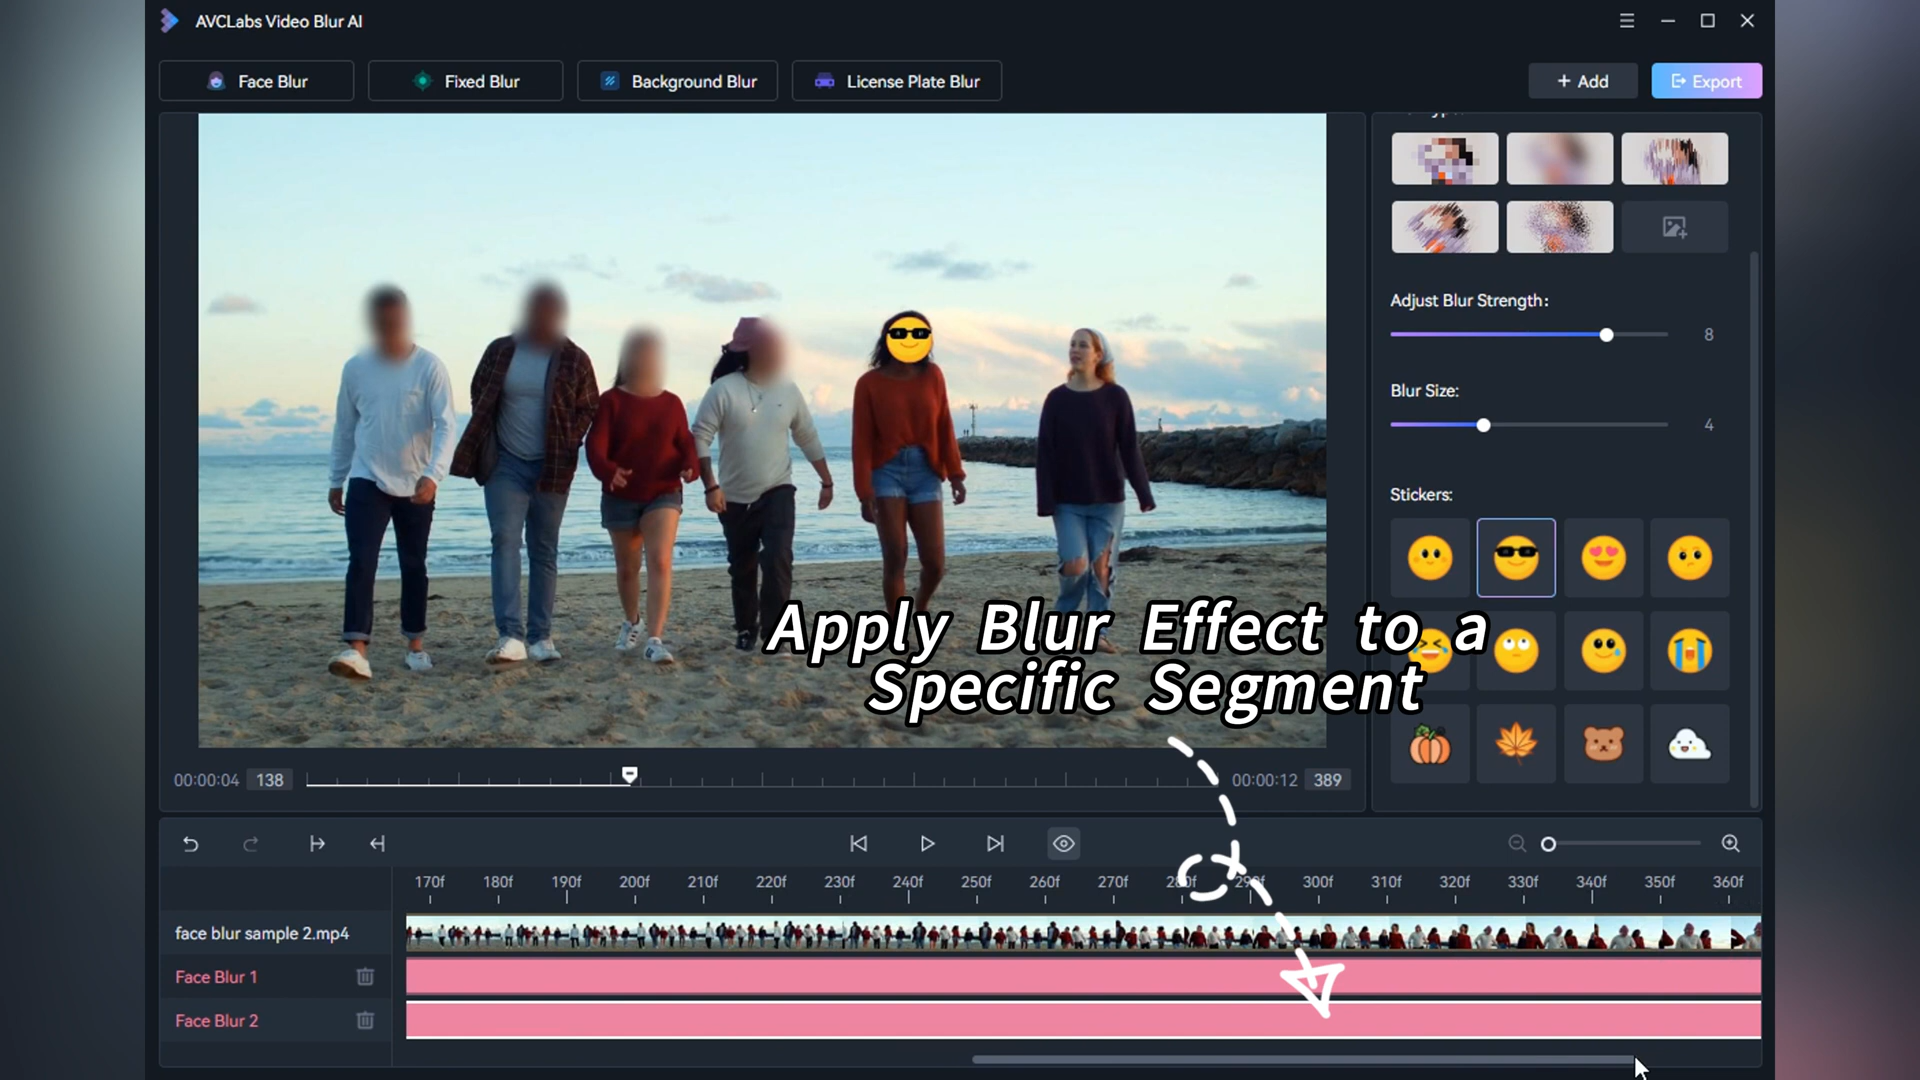 AVCLabs Video Blur AI
Face Blur
Fixed Blur
Background Blur
License Plate Blur
+ Add
Export
Adjust Blur Strength:
8
Blur Size:
4
Stickers:
Apply Blur Effect to a
Specific Segment
00:00:04 138
00:00:12 389
170f 180f 190f 200f 210f 220f 230f 240f 250f 260f 270f 280f 290f 300f 310f 320f 330f 340f 350f 360f
face blur sample 2.mp4
Face Blur 1
Face Blur 2